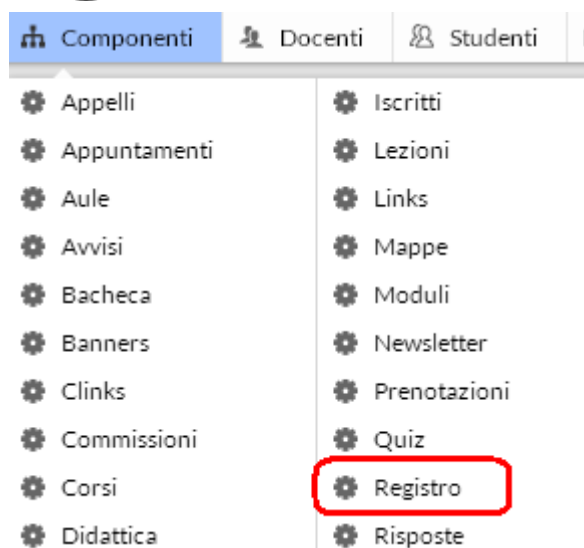 Componenti Docenti Studenti
Appelli
Appuntamenti
Aule
Avvisi
Bacheca
Banners
Clinks
Commissioni
Corsi
Didattica
Iscritti
Lezioni
Links
Mappe
Moduli
Newsletter
Prenotazioni
Quiz
Registro
Risposte